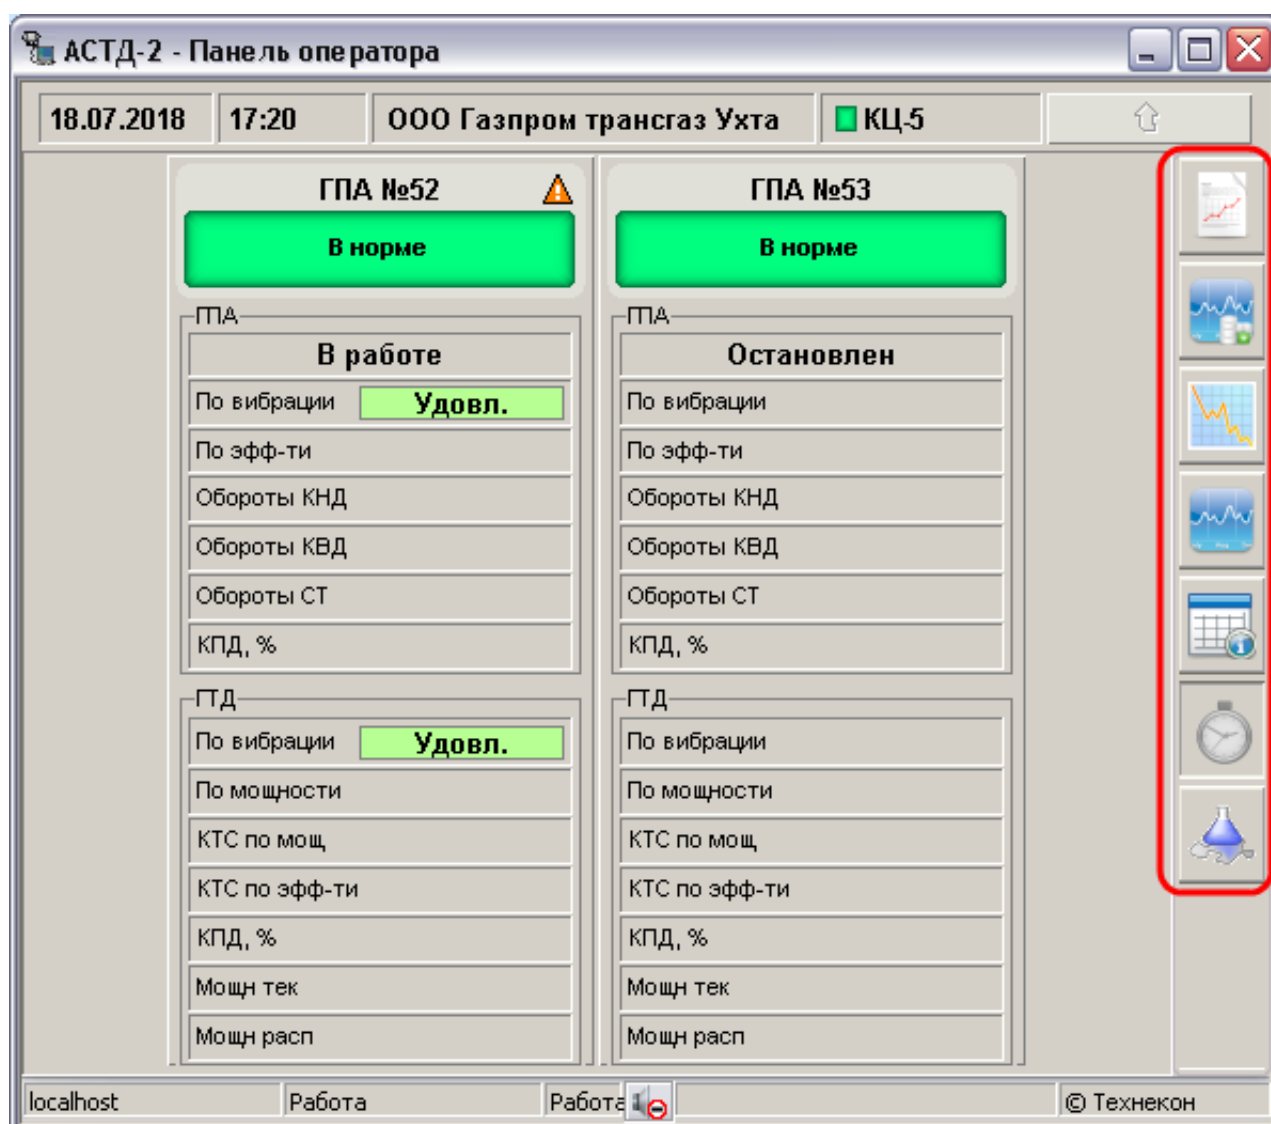 АСТД-2 - Панель оператора
18.07.2018 17:20 ООО Газпром трансгаз Ухта КЦ-5
ГПА №52
В норме
ГПА
В работе
По вибрации Удовл.
По эфф-ти
Обороты КНД
Обороты КВД
Обороты СТ
КПД, %
ГТД
По вибрации Удовл.
По мощности
КТС по мощ
КТС по эфф-ти
КПД, %
Мощн тек
Мощн расп
ГПА №53
В норме
ГПА
Остановлен
По вибрации
По эфф-ти
Обороты КНД
Обороты КВД
Обороты СТ
КПД, %
ГТД
По вибрации
По мощности
КТС по мощ
КТС по эфф-ти
КПД, %
Мощн тек
Мощн расп
localhost Работа Работа © Технекон